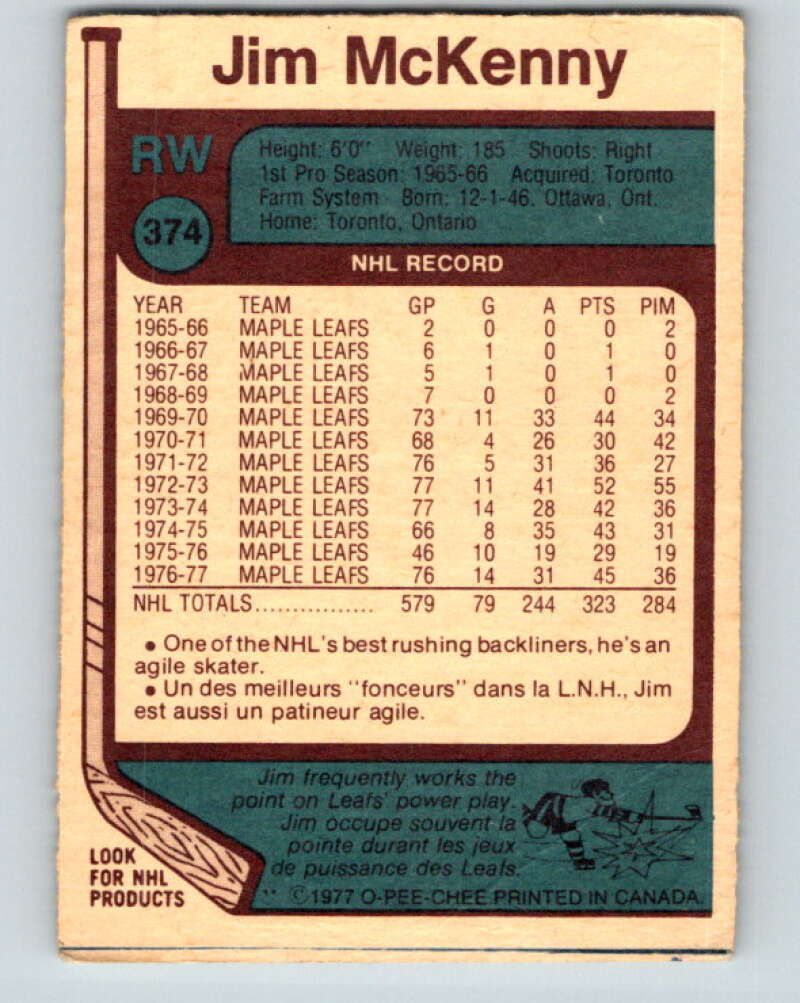 Jim McKenny
RW
374
Height: 6'0" Weight: 185 Shoots: Right
1st Pro Season: 1965-66 Acquired: Toronto
Farm System Born: 12-1-46, Ottawa, Ont.
Home: Toronto, Ontario
NHL RECORD
YEAR TEAM GP G A PTS PIM
1965-66 MAPLE LEAFS 2 0 0 0 2
1966-67 MAPLE LEAFS 6 1 0 1 0
1967-68 MAPLE LEAFS 5 1 0 1 0
1968-69 MAPLE LEAFS 7 0 0 0 2
1969-70 MAPLE LEAFS 73 11 33 44 34
1970-71 MAPLE LEAFS 68 4 26 30 42
1971-72 MAPLE LEAFS 76 5 31 36 27
1972-73 MAPLE LEAFS 77 11 41 52 55
1973-74 MAPLE LEAFS 77 14 28 42 36
1974-75 MAPLE LEAFS 66 8 35 43 31
1975-76 MAPLE LEAFS 46 10 19 29 19
1976-77 MAPLE LEAFS 76 14 31 45 36
NHL TOTALS................ 579 79 244 323 284
• One of the NHL's best rushing backliners, he's an
agile skater.
• Un des meilleurs "fonceurs" dans la L.N.H., Jim
est aussi un patineur agile.
Jim frequently works the
point on Leafs' power play.
Jim occupe souvent la
pointe durant les jeux
de puissance des Leafs.
LOOK
FOR NHL
PRODUCTS
** ©1977 O-PEE-CHEE PRINTED IN CANADA.